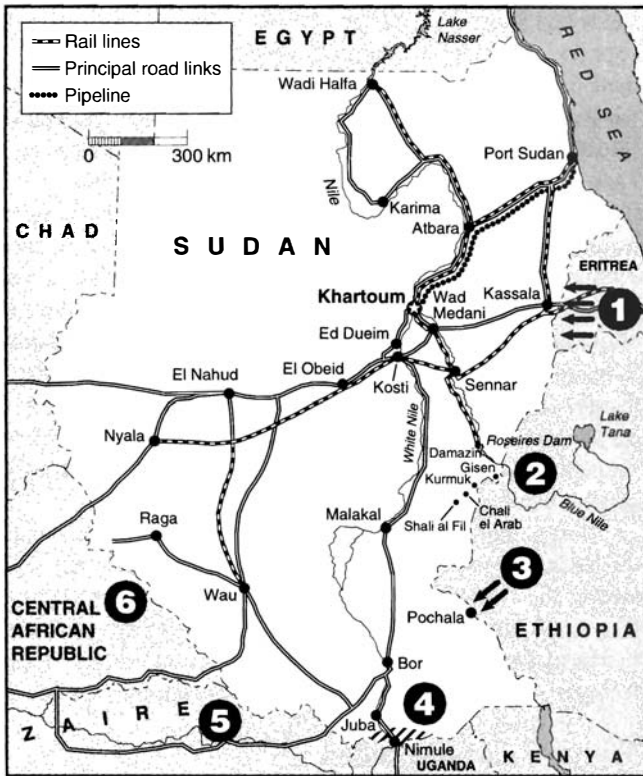 Rail lines
Principal road links
Pipeline
0 300 km
EGYPT
Lake
Nasser
RED SEA
Wadi Halfa
Port Sudan
Nile
Karima
Atbara
CHAD
SUDAN
ERITREA
Khartoum
Wad
Medani
Kassala
1
Ed Dueim
El Nahud
El Obeid
Kosti
Sennar
Nyala
White Nile
Lake
Tana
Roseires Dam
Damazin
Gisen
2
Kurmuk
Chali
el Arab
Shali al Fil
Blue Nile
Malakal
Raga
3
6
Wau
Pochala
CENTRAL
AFRICAN
REPUBLIC
ETHIOPIA
Bor
ZAIRE
5
4
Juba
Nimule
UGANDA
KENYA